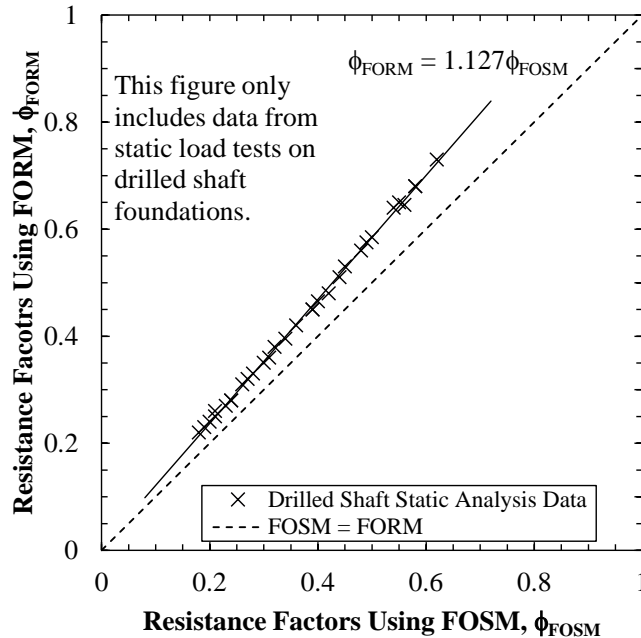 1
0.8
0.6
0.4
0.2
0
Resistance Facotrs Using FORM, ϕFORM
This figure only
includes data from
static load tests on
drilled shaft
foundations.
ϕFORM = 1.127ϕFOSM
Drilled Shaft Static Analysis Data
FOSM = FORM
0 0.2 0.4 0.6 0.8 1
Resistance Factors Using FOSM, ϕFOSM